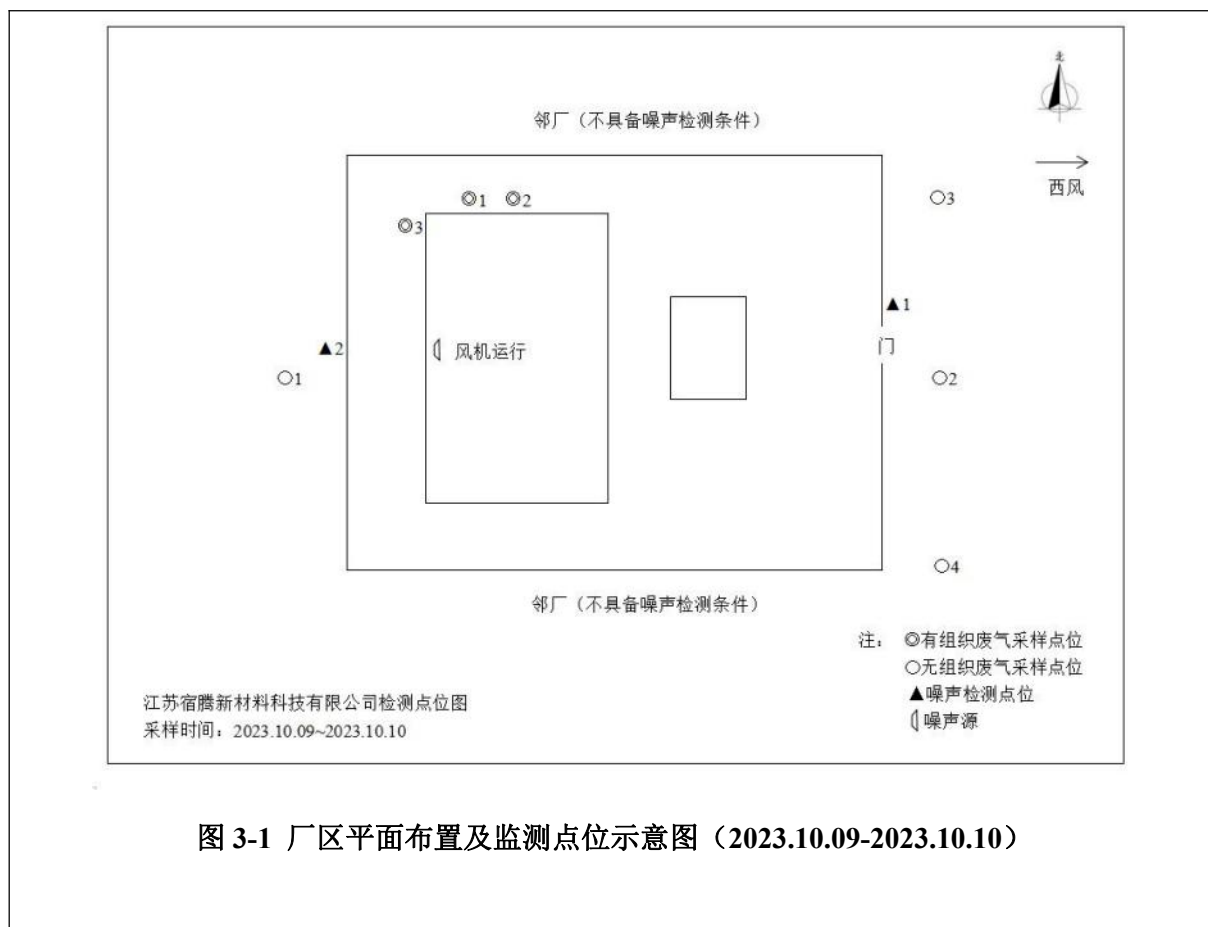 北
邻厂（不具备噪声检测条件）
西风
◎1 ◎2
○3
◎3
▲1
▲2
风机运行
门
○1
○2
○4
邻厂（不具备噪声检测条件）
注： ◎有组织废气采样点位
○无组织废气采样点位
▲噪声检测点位
噪声源
江苏宿腾新材料科技有限公司检测点位图
采样时间：2023.10.09~2023.10.10
图 3-1 厂区平面布置及监测点位示意图（2023.10.09-2023.10.10）